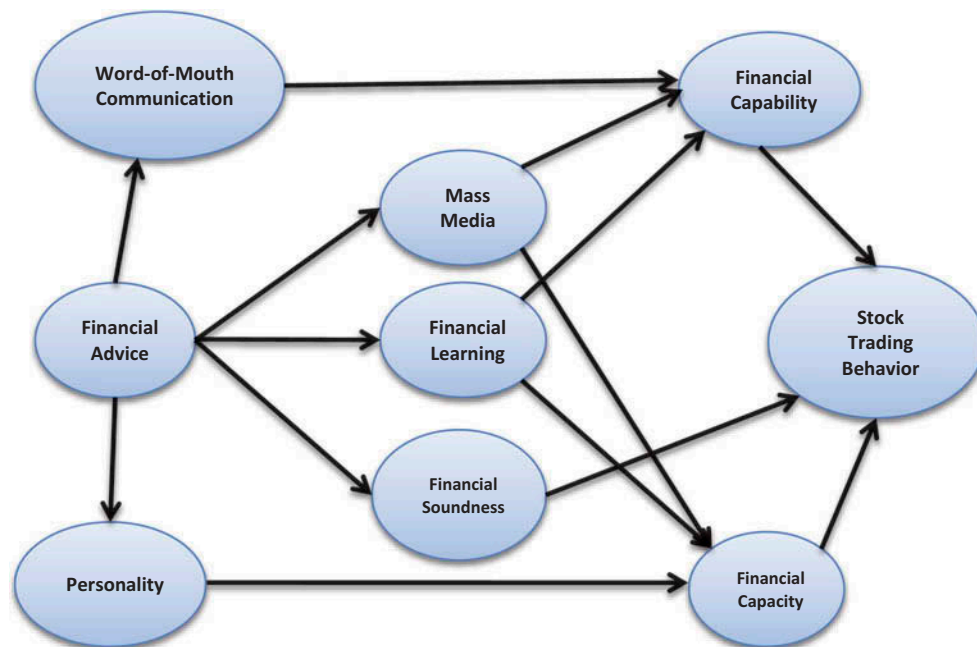 Word-of-Mouth
Communication
Financial
Capability
Mass
Media
Financial
Advice
Financial
Learning
Stock
Trading
Behavior
Financial
Soundness
Personality
Financial
Capacity